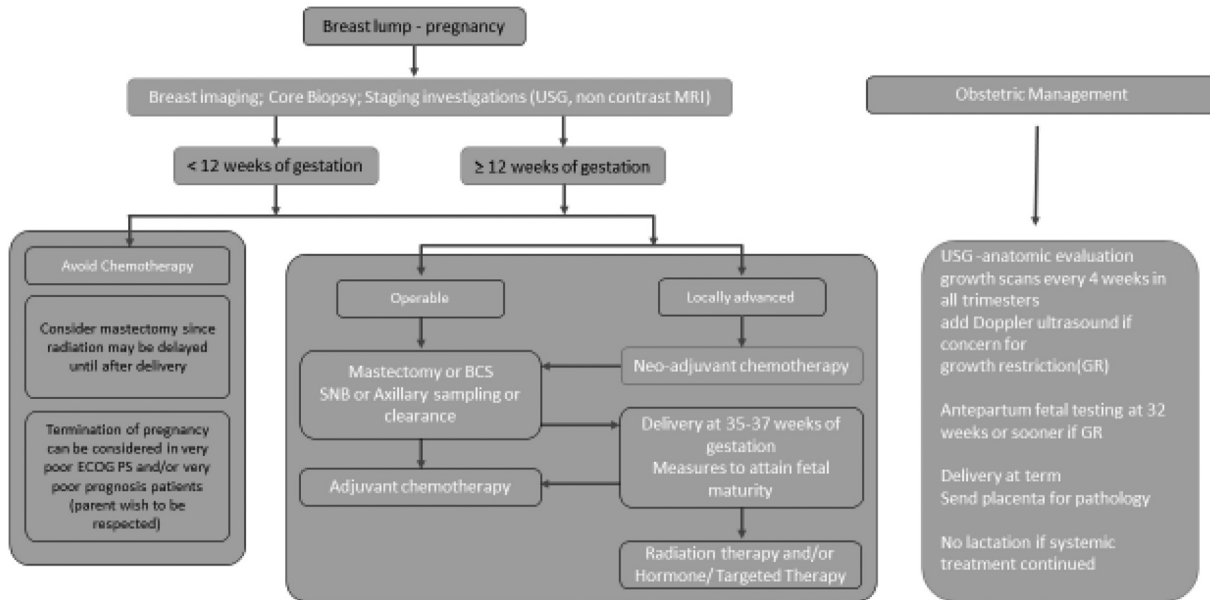 Breast lump - pregnancy
Breast imaging; Core Biopsy; Staging investigations (USG, non contrast MRI)
< 12 weeks of gestation
≥ 12 weeks of gestation
Avoid Chemotherapy
Consider mastectomy since
radiation may be delayed
until after delivery
Termination of pregnancy
can be considered in very
poor ECOG PS and/or very
poor prognosis patients
(parent wish to be
respected)
Operable
Locally advanced
Mastectomy or BCS
SNB or Axillary sampling or
clearance
Neo-adjuvant chemotherapy
Adjuvant chemotherapy
Delivery at 35-37 weeks of
gestation
Measures to attain fetal
maturity
Radiation therapy and/or
Hormone/ Targeted Therapy
Obstetric Management
USG -anatomic evaluation
growth scans every 4 weeks in
all trimesters
add Doppler ultrasound if
concern for
growth restriction(GR)
Antepartum fetal testing at 32
weeks or sooner if GR
Delivery at term
Send placenta for pathology
No lactation if systemic
treatment continued